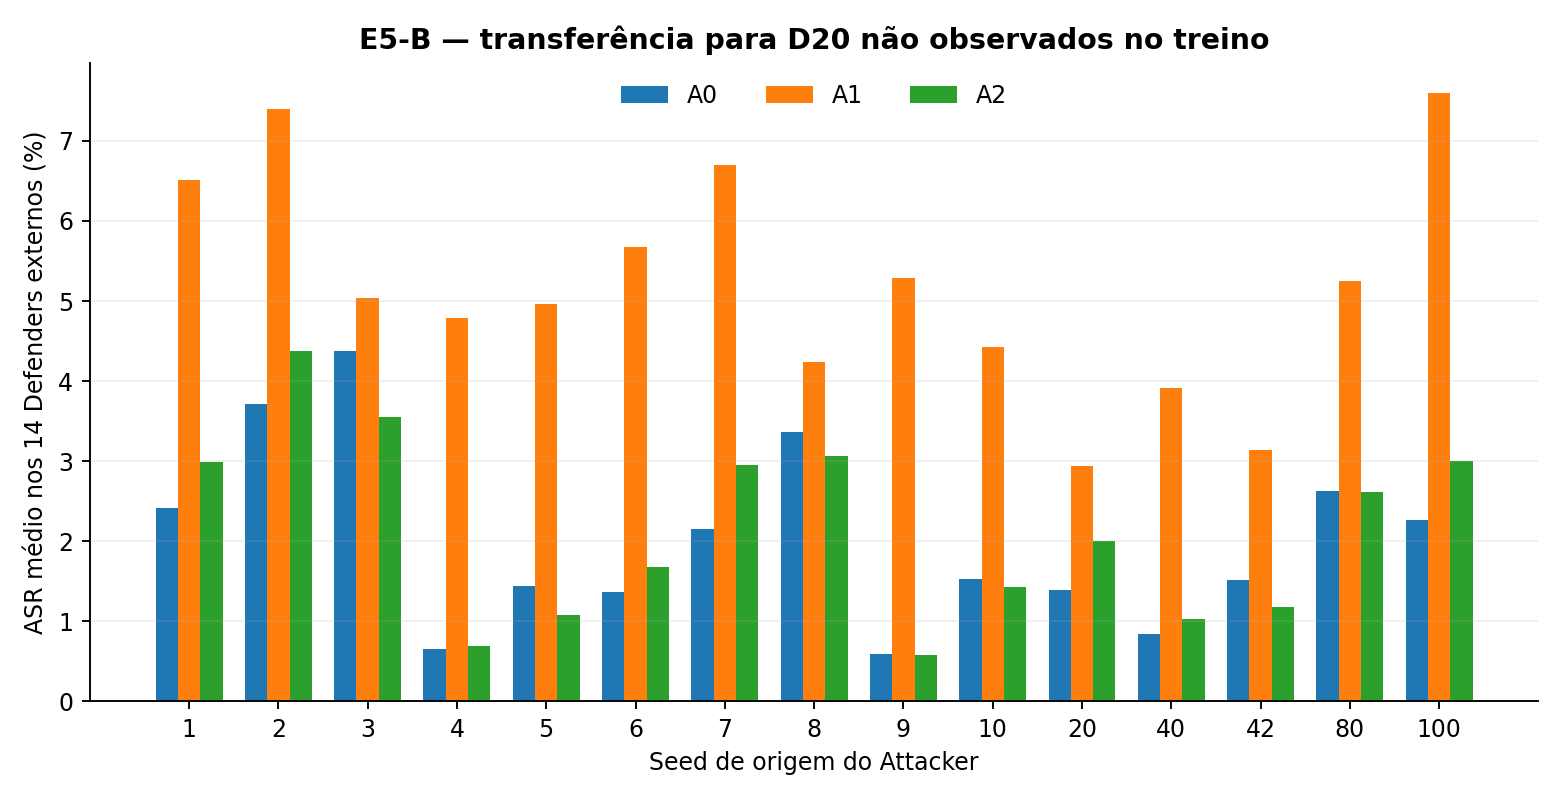 E5-B — transferência para D20 não observados no treino
A0 A1 A2
ASR médio nos 14 Defenders externos (%)
7
6
5
4
3
2
1
0
1 2 3 4 5 6 7 8 9 10 20 40 42 80 100
Seed de origem do Attacker